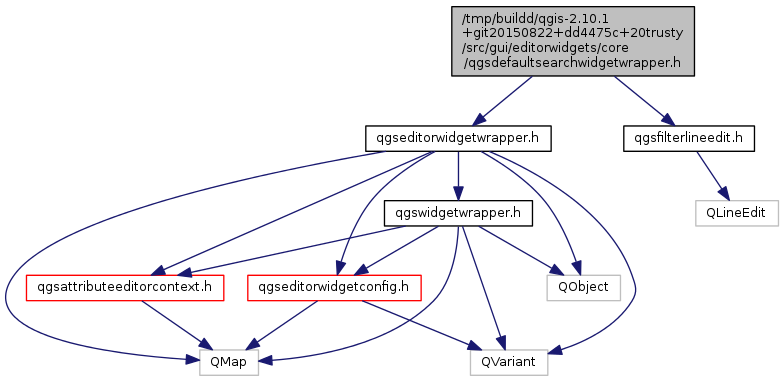 /tmp/buildd/qgis-2.10.1
+git20150822+dd4475c+20trusty
/src/gui/editorwidgets/core
/qgsdefaultsearchwidgetwrapper.h
qgseditorwidgetwrapper.h
qgsfilterlineedit.h
qgswidgetwrapper.h
QLineEdit
qgsattributeeditorcontext.h
qgseditorwidgetconfig.h
QObject
QMap
QVariant